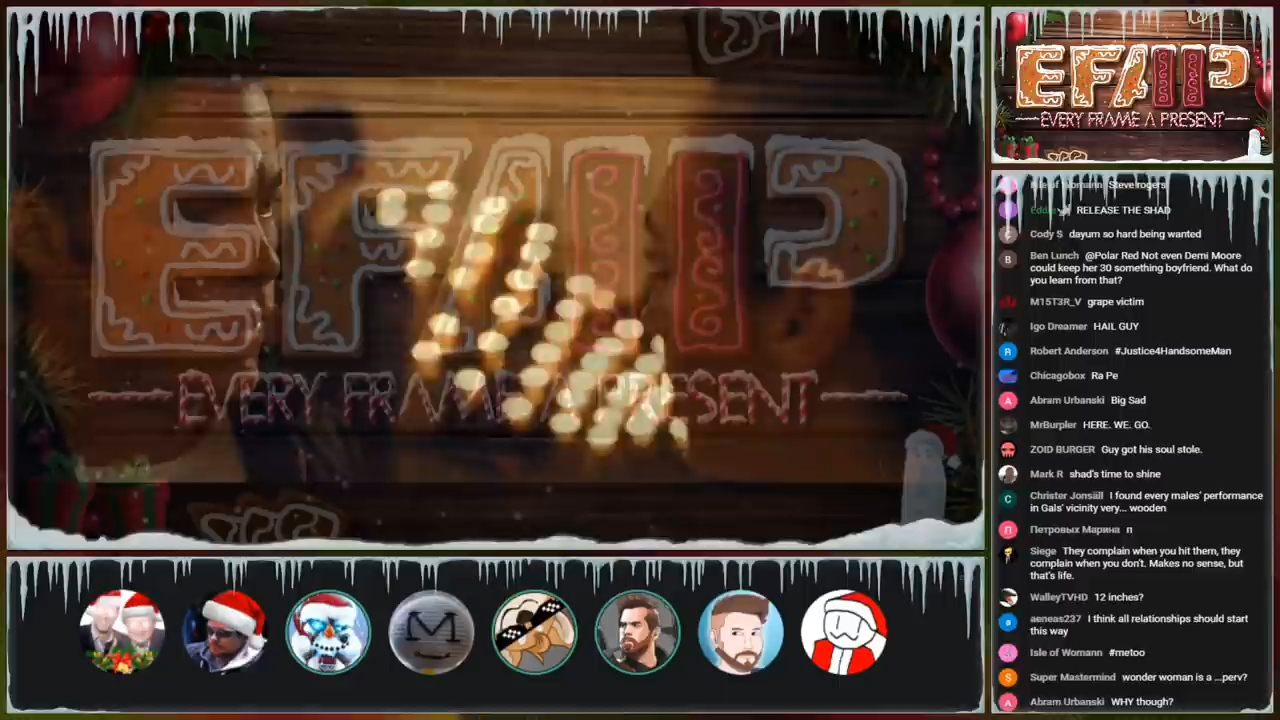 EFAP
EVERY FRAME A PRESENT
EFAP
EVERY FRAME A PRESENT
Isle of Womann Steve rogers
Eddie RELEASE THE SHAD
Cody S dayum so hard being wanted
Ben Lunch @Polar Red Not even Demi Moore
could keep her 30 something boyfriend. What do
you learn from that?
M15T3R_V grape victim
Igo Dreamer HAIL GUY
Robert Anderson #Justice4HandsomeMan
Chicagobox Ra Pe
Abram Urbanski Big Sad
MrBurpler HERE. WE. GO.
ZOID BURGER Guy got his soul stole.
Mark R shad's time to shine
Christer Jonsäll I found every males' performance
in Gals' vicinity very... wooden
Петровых Марина п
Siege They complain when you hit them, they
complain when you don't. Makes no sense, but
that's life.
WalleyTVHD 12 inches?
aeneas237 I think all relationships should start
this way
Isle of Womann #metoo
Super Mastermind wonder woman is a ...perv?
Abram Urbanski WHY though?
M